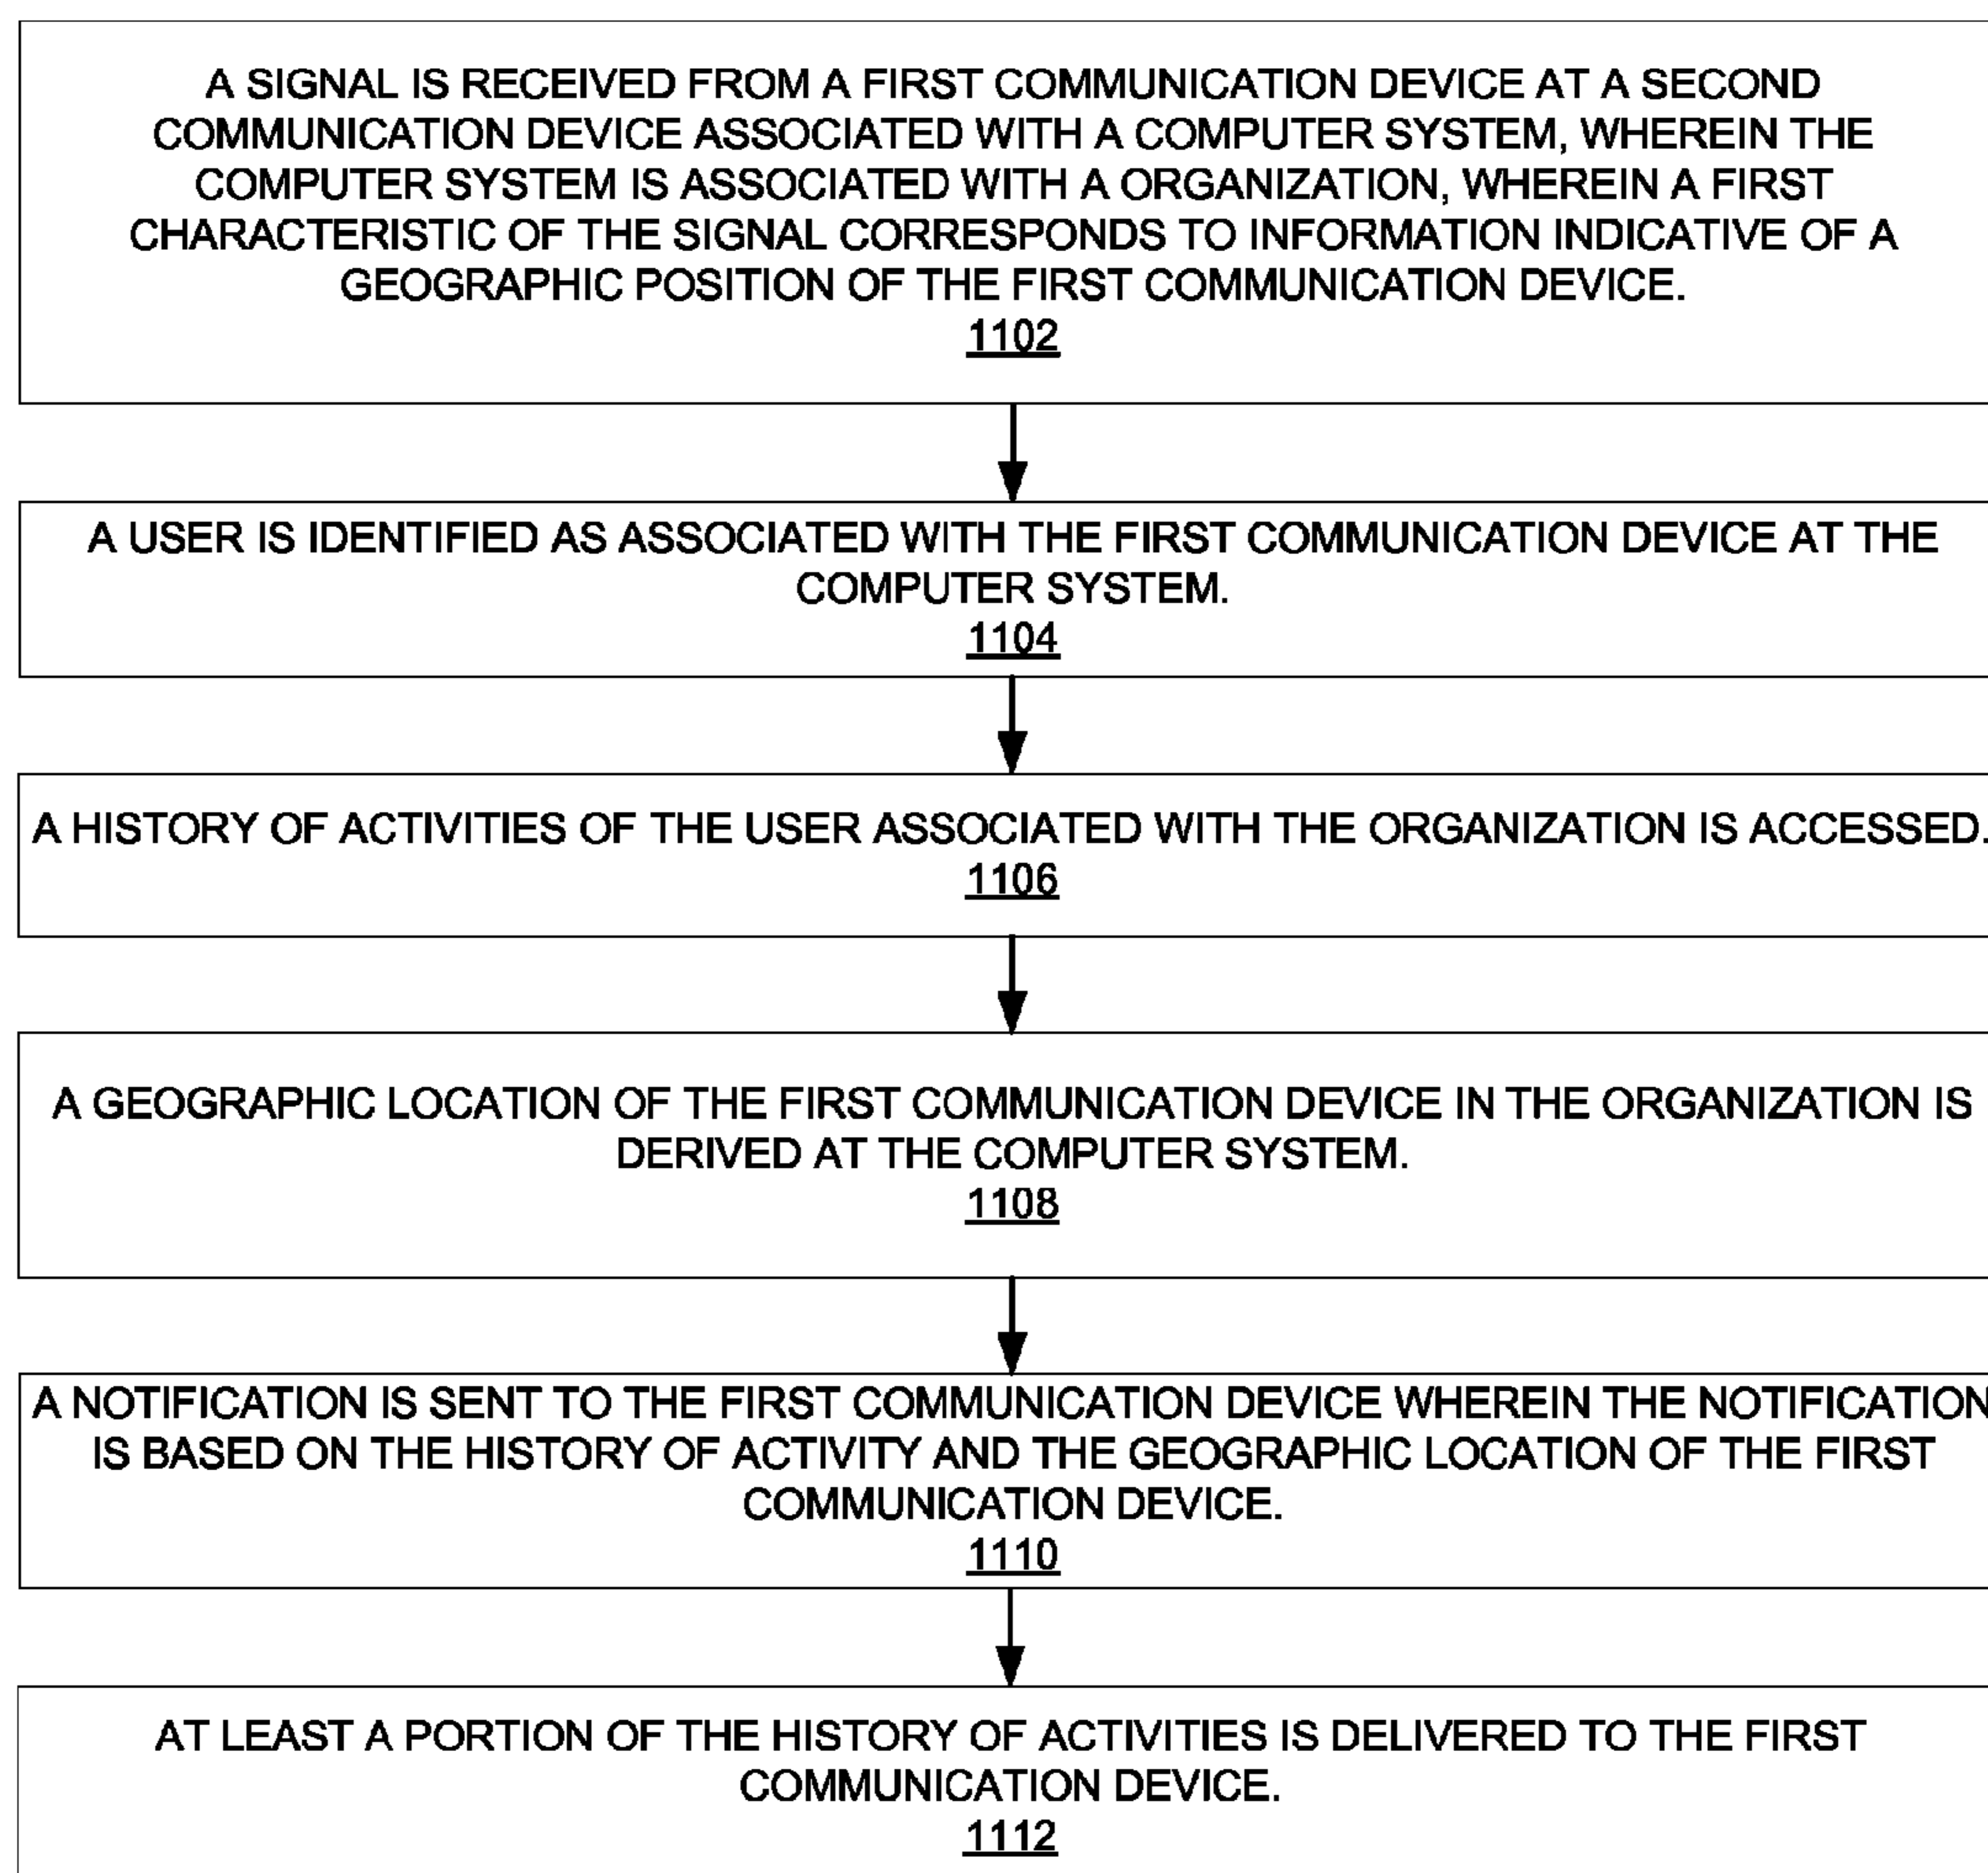 A SIGNAL IS RECEIVED FROM A FIRST COMMUNICATION DEVICE AT A SECOND
COMMUNICATION DEVICE ASSOCIATED WITH A COMPUTER SYSTEM, WHEREIN THE
COMPUTER SYSTEM IS ASSOCIATED WITH A ORGANIZATION, WHEREIN A FIRST
CHARACTERISTIC OF THE SIGNAL CORRESPONDS TO INFORMATION INDICATIVE OF A
GEOGRAPHIC POSITION OF THE FIRST COMMUNICATION DEVICE.
1102
A USER IS IDENTIFIED AS ASSOCIATED WITH THE FIRST COMMUNICATION DEVICE AT THE
COMPUTER SYSTEM.
1104
A HISTORY OF ACTIVITIES OF THE USER ASSOCIATED WITH THE ORGANIZATION IS ACCESSED.
1106
A GEOGRAPHIC LOCATION OF THE FIRST COMMUNICATION DEVICE IN THE ORGANIZATION IS
DERIVED AT THE COMPUTER SYSTEM.
1108
A NOTIFICATION IS SENT TO THE FIRST COMMUNICATION DEVICE WHEREIN THE NOTIFICATION
IS BASED ON THE HISTORY OF ACTIVITY AND THE GEOGRAPHIC LOCATION OF THE FIRST
COMMUNICATION DEVICE.
1110
AT LEAST A PORTION OF THE HISTORY OF ACTIVITIES IS DELIVERED TO THE FIRST
COMMUNICATION DEVICE.
1112